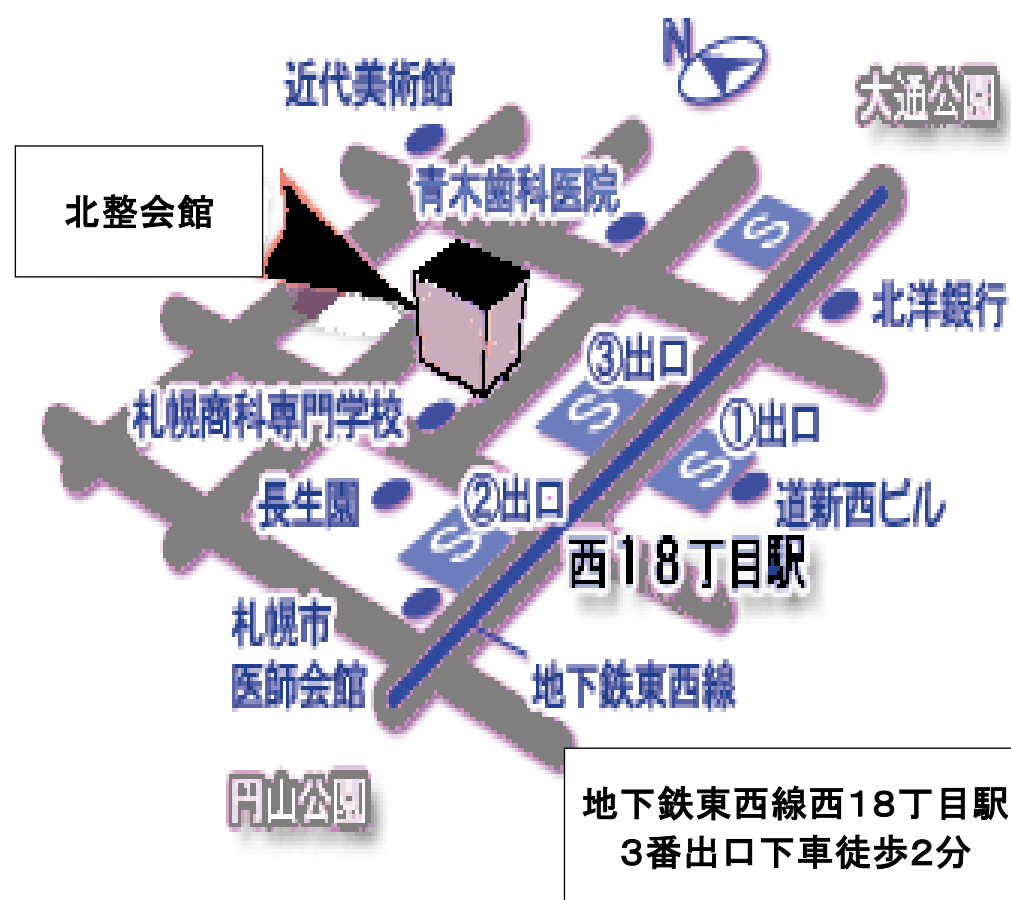 N
大通公園
近代美術館
青木歯科医院
北整会館
S
北洋銀行
③出口
S
①出口
S
札幌商科専門学校
長生園
②出口
S
道新西ビル
西18丁目駅
札幌市
医師会館
地下鉄東西線
円山公園
地下鉄東西線西18丁目駅
3番出口下車徒歩2分